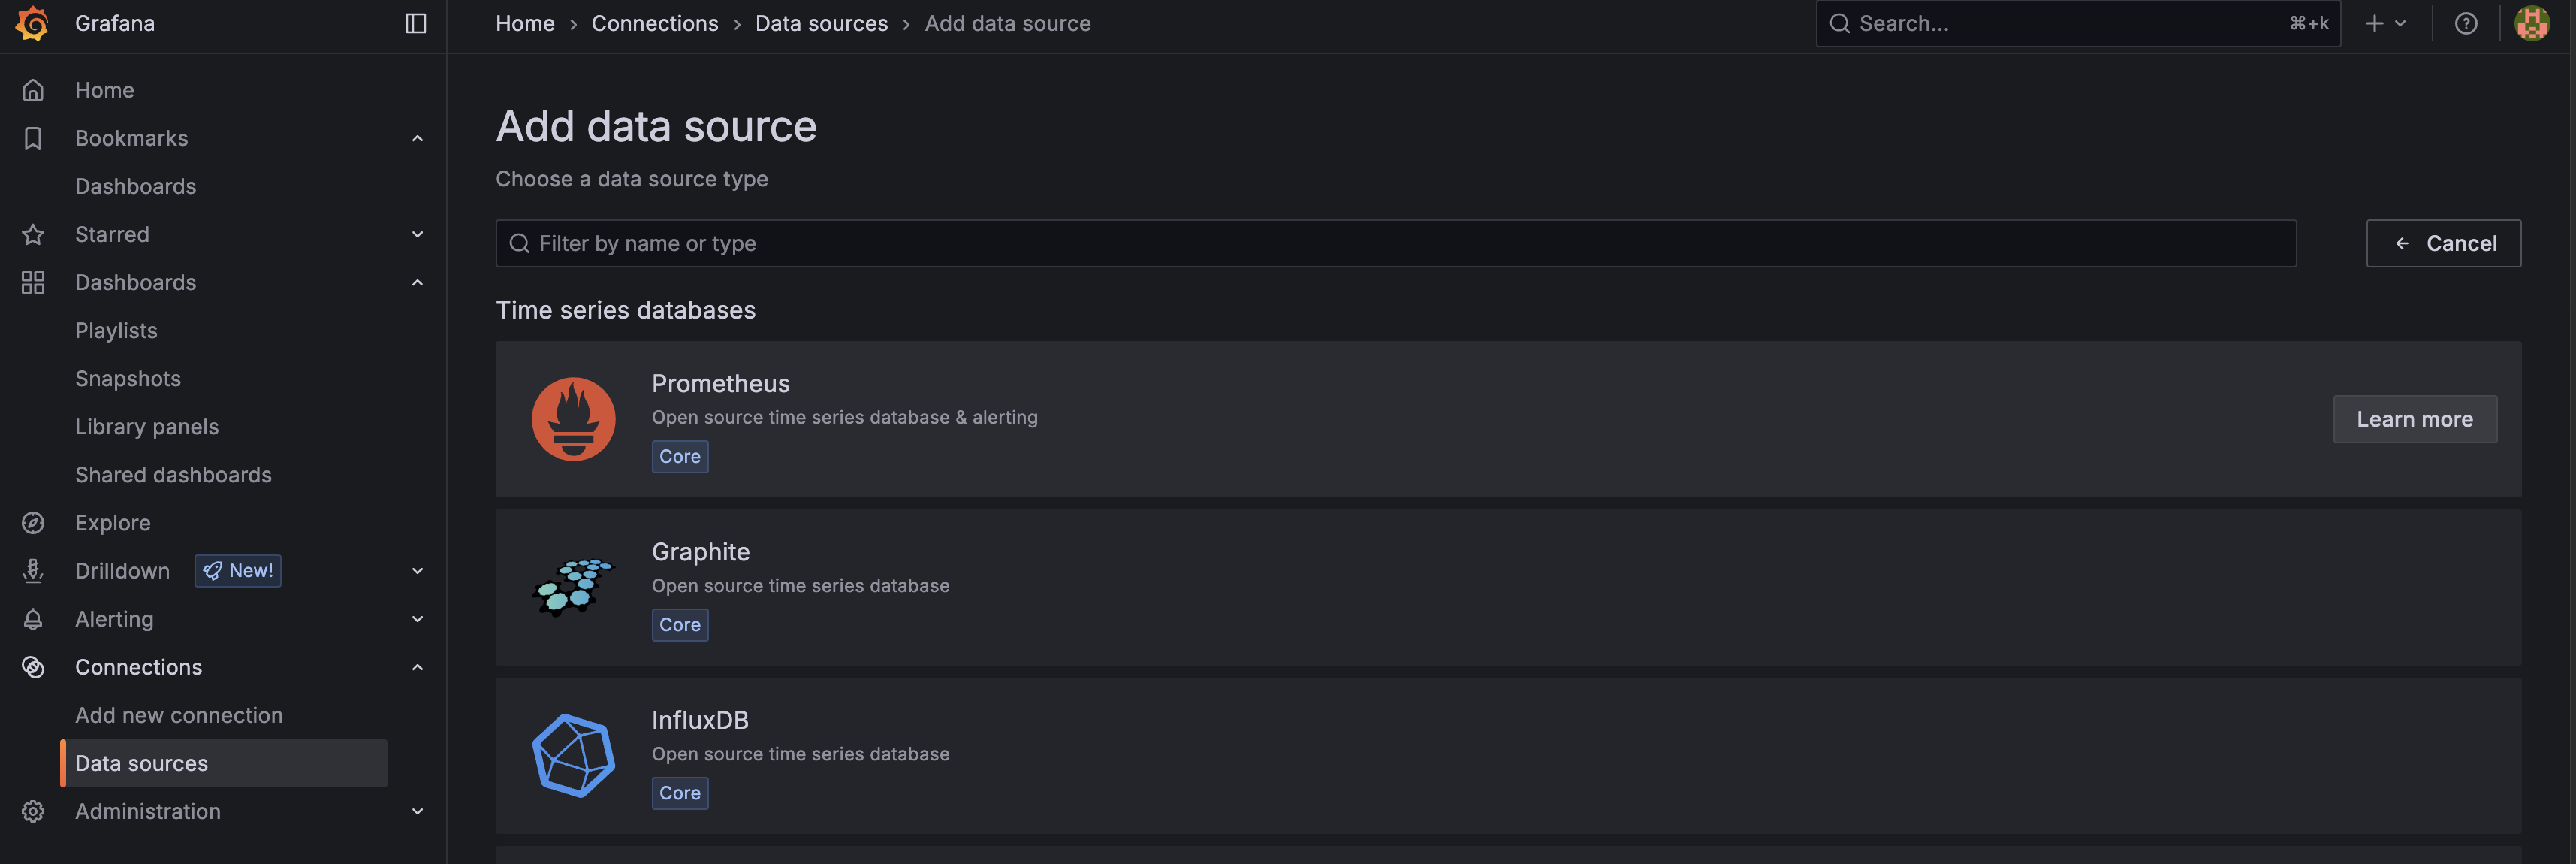 Grafana
Home
Bookmarks
Dashboards
Starred
Dashboards
Playlists
Snapshots
Library panels
Shared dashboards
Explore
Drilldown New!
Alerting
Connections
Add new connection
Data sources
Administration
Home › Connections › Data sources › Add data source
Search... ⌘+k
Add data source
Choose a data source type
Filter by name or type
Cancel
Time series databases
Prometheus
Open source time series database & alerting
Core
Learn more
Graphite
Open source time series database
Core
InfluxDB
Open source time series database
Core